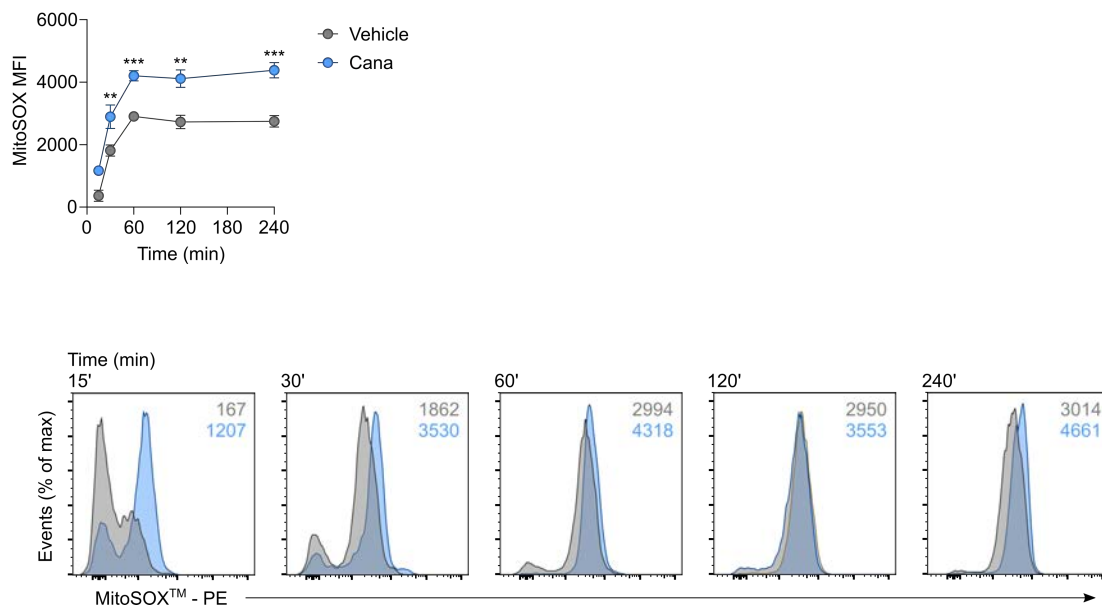 6000
4000
2000
0
MitoSOX MFI
** *** ** ***
0 60 120 180 240
Time (min)
Vehicle
Cana
Time (min)
15' 30' 60' 120' 240'
167 1862 2994 2950 3014
1207 3530 4318 3553 4661
Events (% of max)
MitoSOX™ - PE